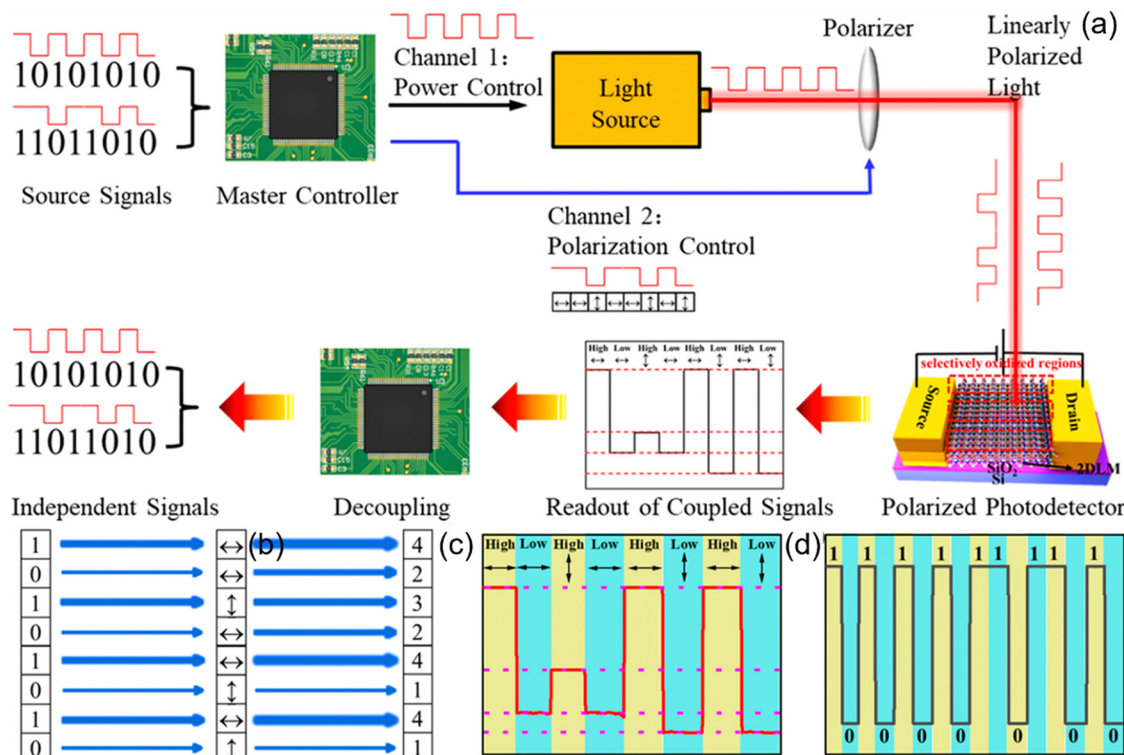 (a)
10101010
11011010
Source Signals
Master Controller
Channel 1:
Power Control
Light
Source
Polarizer
Linearly
Polarized
Light
Channel 2:
Polarization Control
10101010
11011010
Independent Signals
Decoupling
High Low High Low High Low High Low
Readout of Coupled Signals
selectively oxidized regions
Source
Drain
SiO2
Si
2DLM
Polarized Photodetector
(b)
1 4
0 2
1 3
0 2
1 4
0 1
1 4
0 1
(c)
High Low High Low High Low High Low
(d)
1 1 1 1 1 1 1 1 1
0 0 0 0 0 0 0